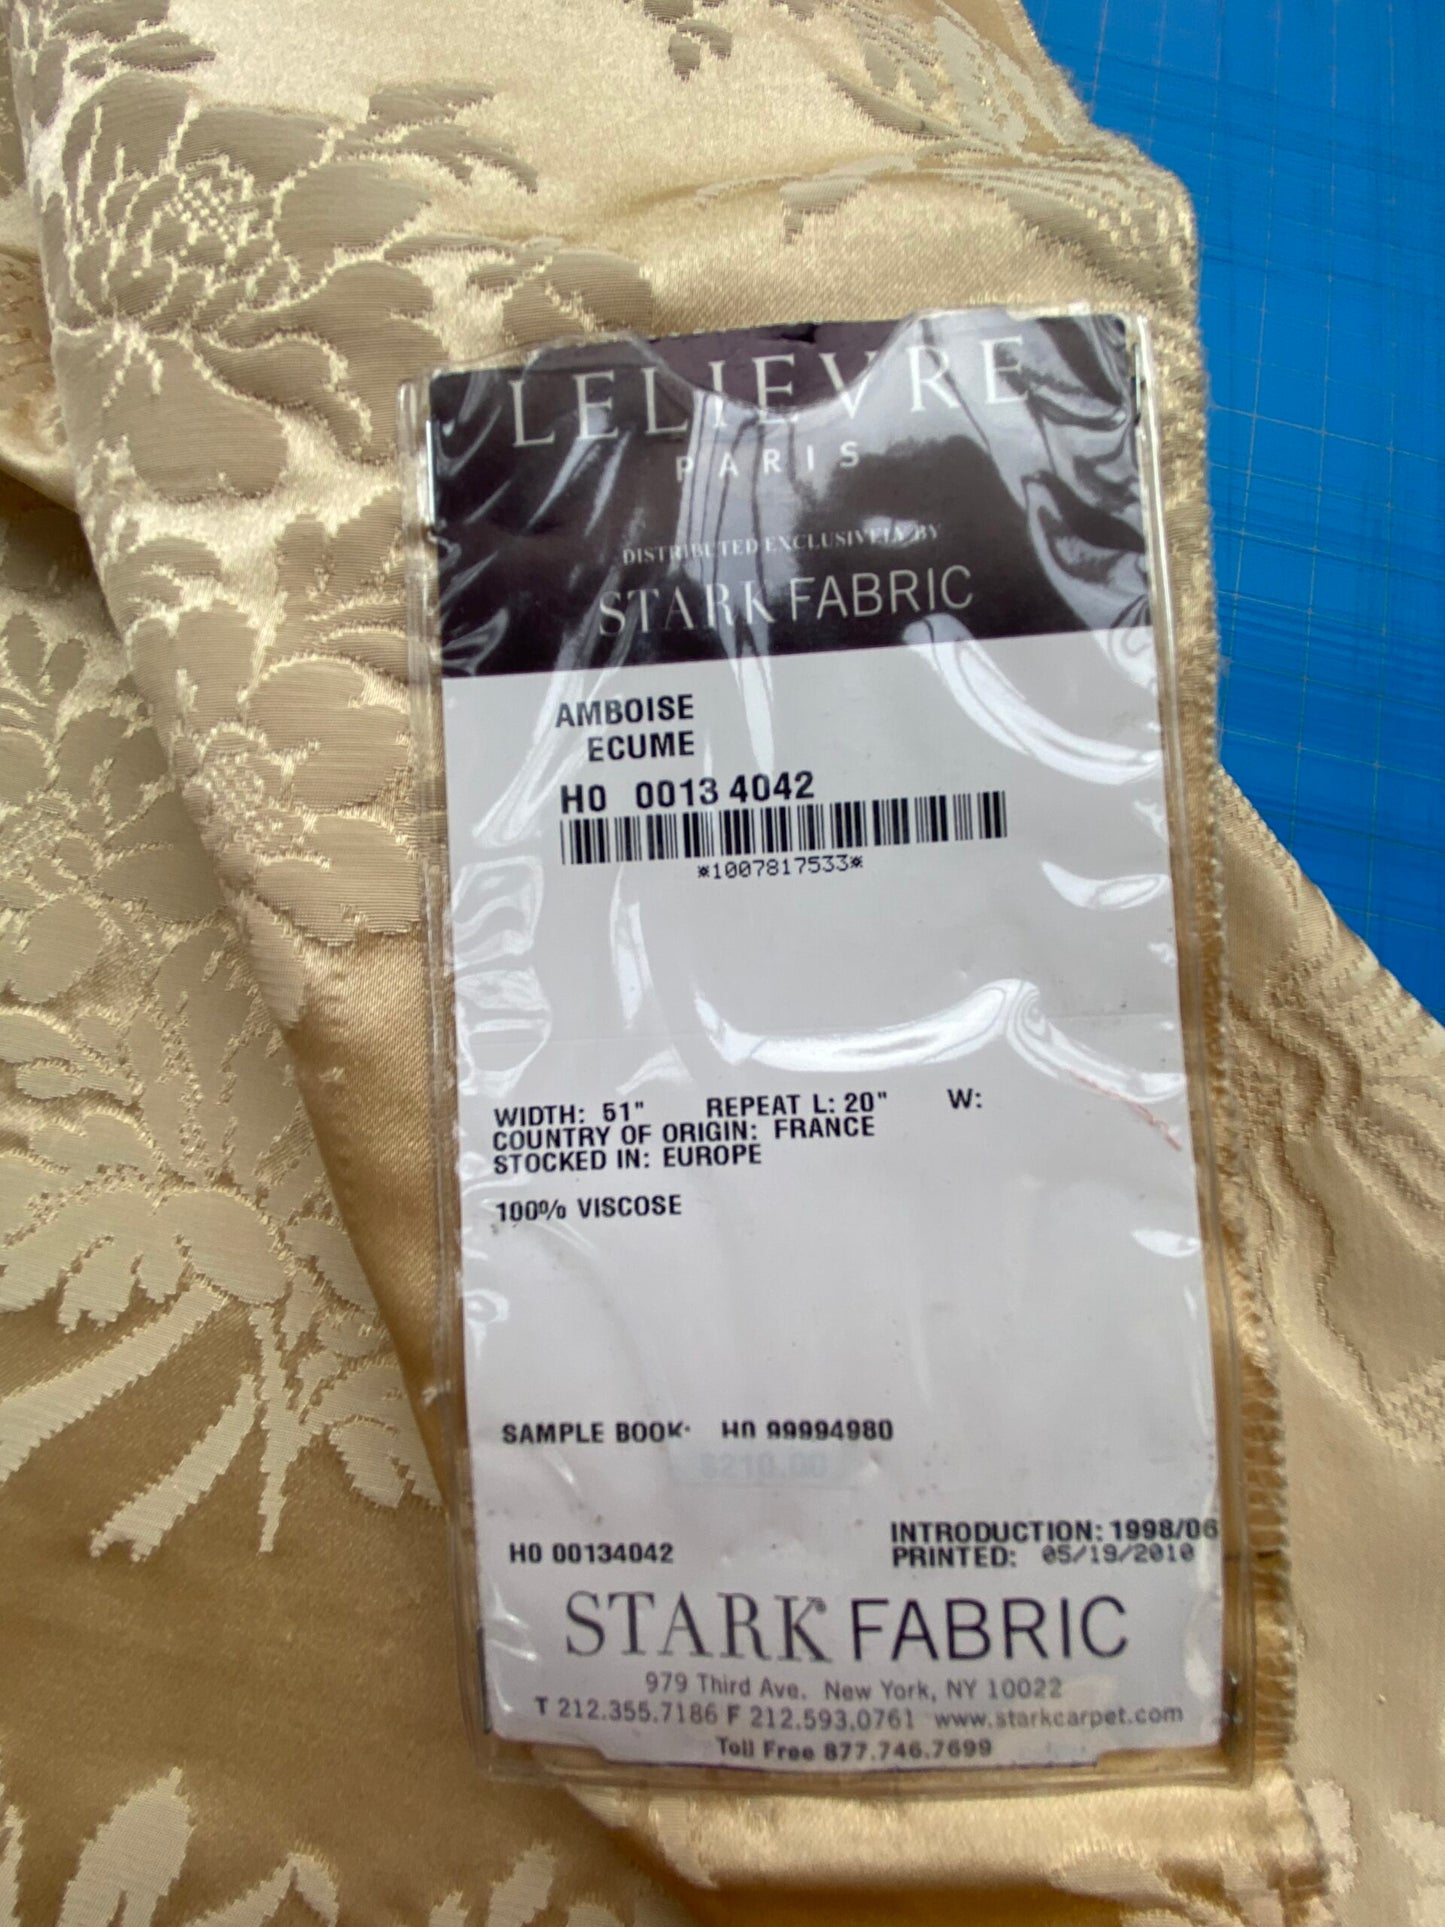 LELIEVRE
PARIS
DISTRIBUTED EXCLUSIVELY BY
STARK FABRIC
AMBOISE
ECUME
H0 00134042
*1007817533*
WIDTH: 51" REPEAT L: 20" W:
COUNTRY OF ORIGIN: FRANCE
STOCKED IN: EUROPE
100% VISCOSE
SAMPLE BOOK: H0 99994980
$210.00
INTRODUCTION: 1998/06
H0 00134042 PRINTED: 05/19/2010
STARK FABRIC
979 Third Ave. New York, NY 10022
T 212.355.7186 F 212.593.0761 www.starkcarpet.com
Toll Free 877.746.7699